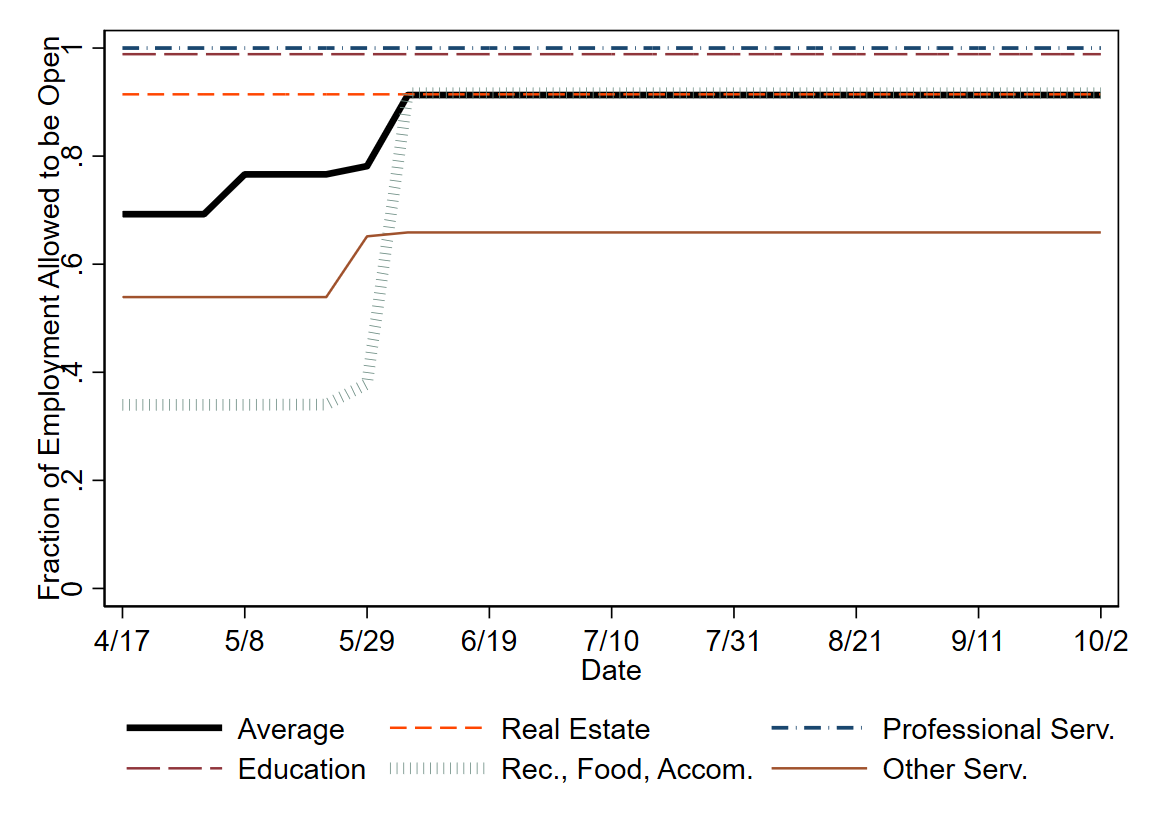 Fraction of Employment Allowed to be Open
1
.8
.6
.4
.2
0
4/17 5/8 5/29 6/19 7/10 7/31 8/21 9/11 10/2
Date
Average Real Estate Professional Serv.
Education Rec., Food, Accom. Other Serv.